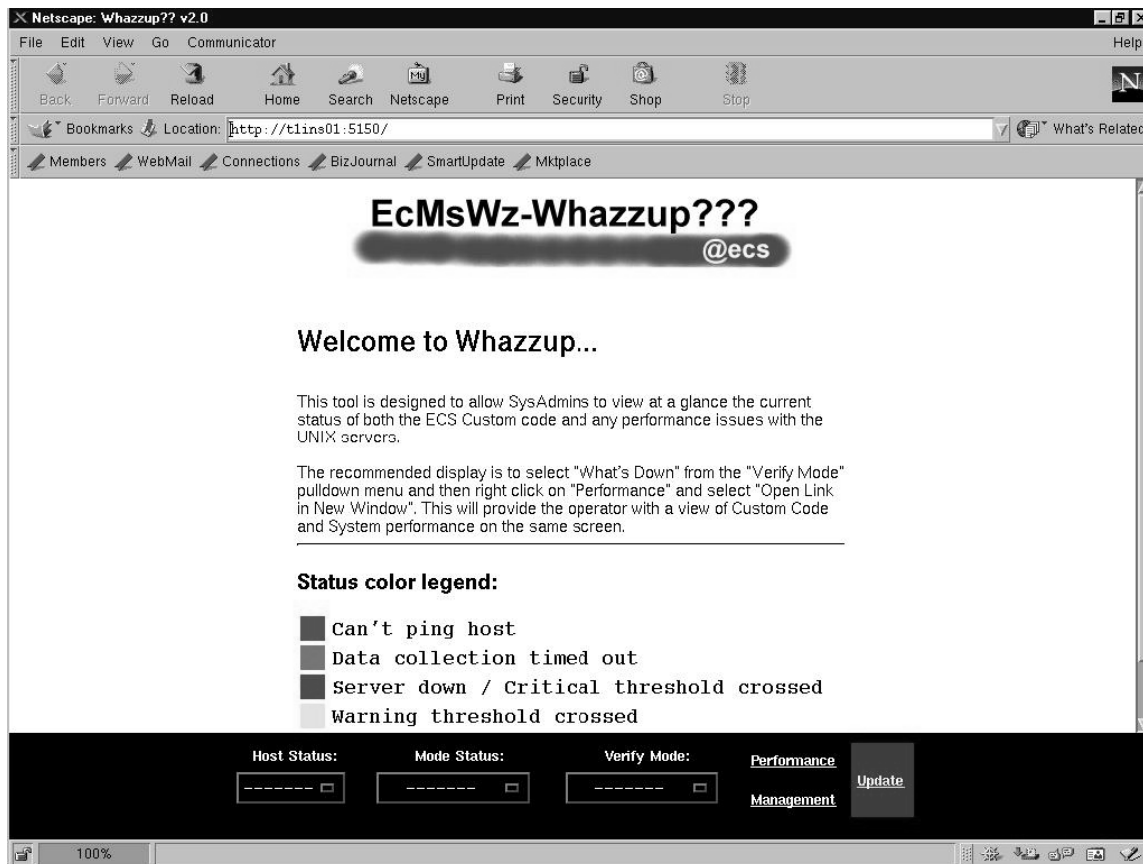 Netscape: Whazzup?? v2.0
File Edit View Go Communicator Help
Back Forward Reload Home Search Netscape Print Security Shop Stop
My
N
Bookmarks Location: http://t1ins01:5150/ What's Related
Members WebMail Connections BizJournal SmartUpdate Mktplace
EcMsWz-Whazzup???
@ecs
Welcome to Whazzup...
This tool is designed to allow SysAdmins to view at a glance the current
status of both the ECS Custom code and any performance issues with the
UNIX servers.
The recommended display is to select "What's Down" from the "Verify Mode"
pulldown menu and then right click on "Performance" and select "Open Link
in New Window". This will provide the operator with a view of Custom Code
and System performance on the same screen.
Status color legend:
Can't ping host
Data collection timed out
Server down / Critical threshold crossed
Warning threshold crossed
Host Status: Mode Status: Verify Mode: Performance
------- ------- ------- Update
Management
100%